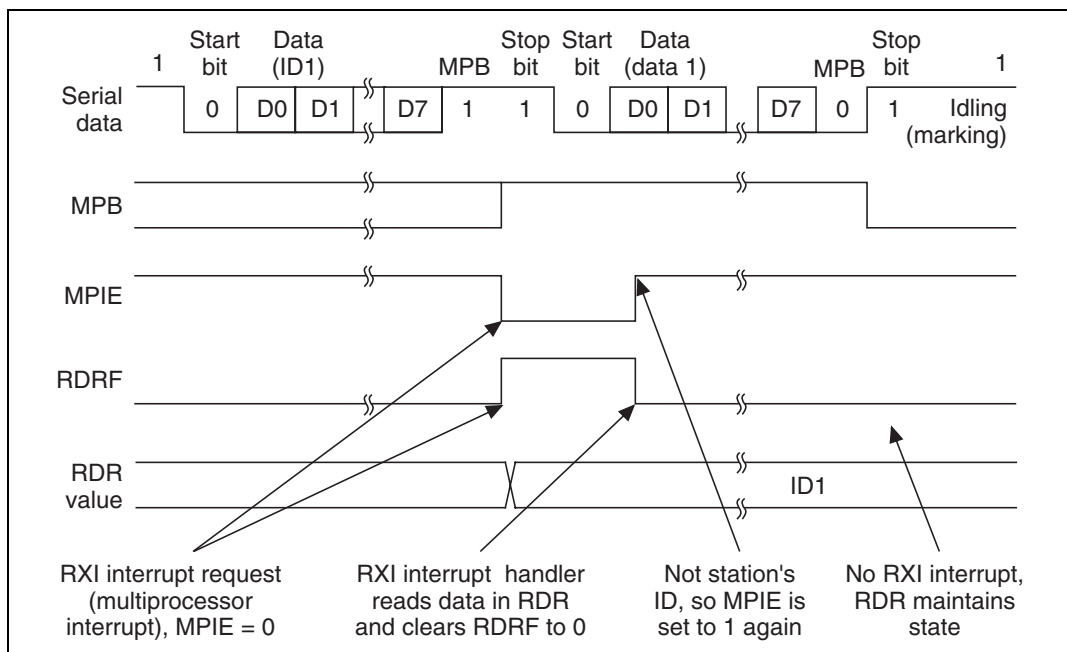 1 Start bit Data (ID1) MPB Stop bit Start bit Data (data 1) MPB Stop bit 1
Serial data 0 D0 D1 D7 1 1 0 D0 D1 D7 0 1 Idling (marking)
MPB
MPIE
RDRF
RDR value ID1
RXI interrupt request (multiprocessor interrupt), MPIE = 0
RXI interrupt handler reads data in RDR and clears RDRF to 0
Not station's ID, so MPIE is set to 1 again
No RXI interrupt, RDR maintains state